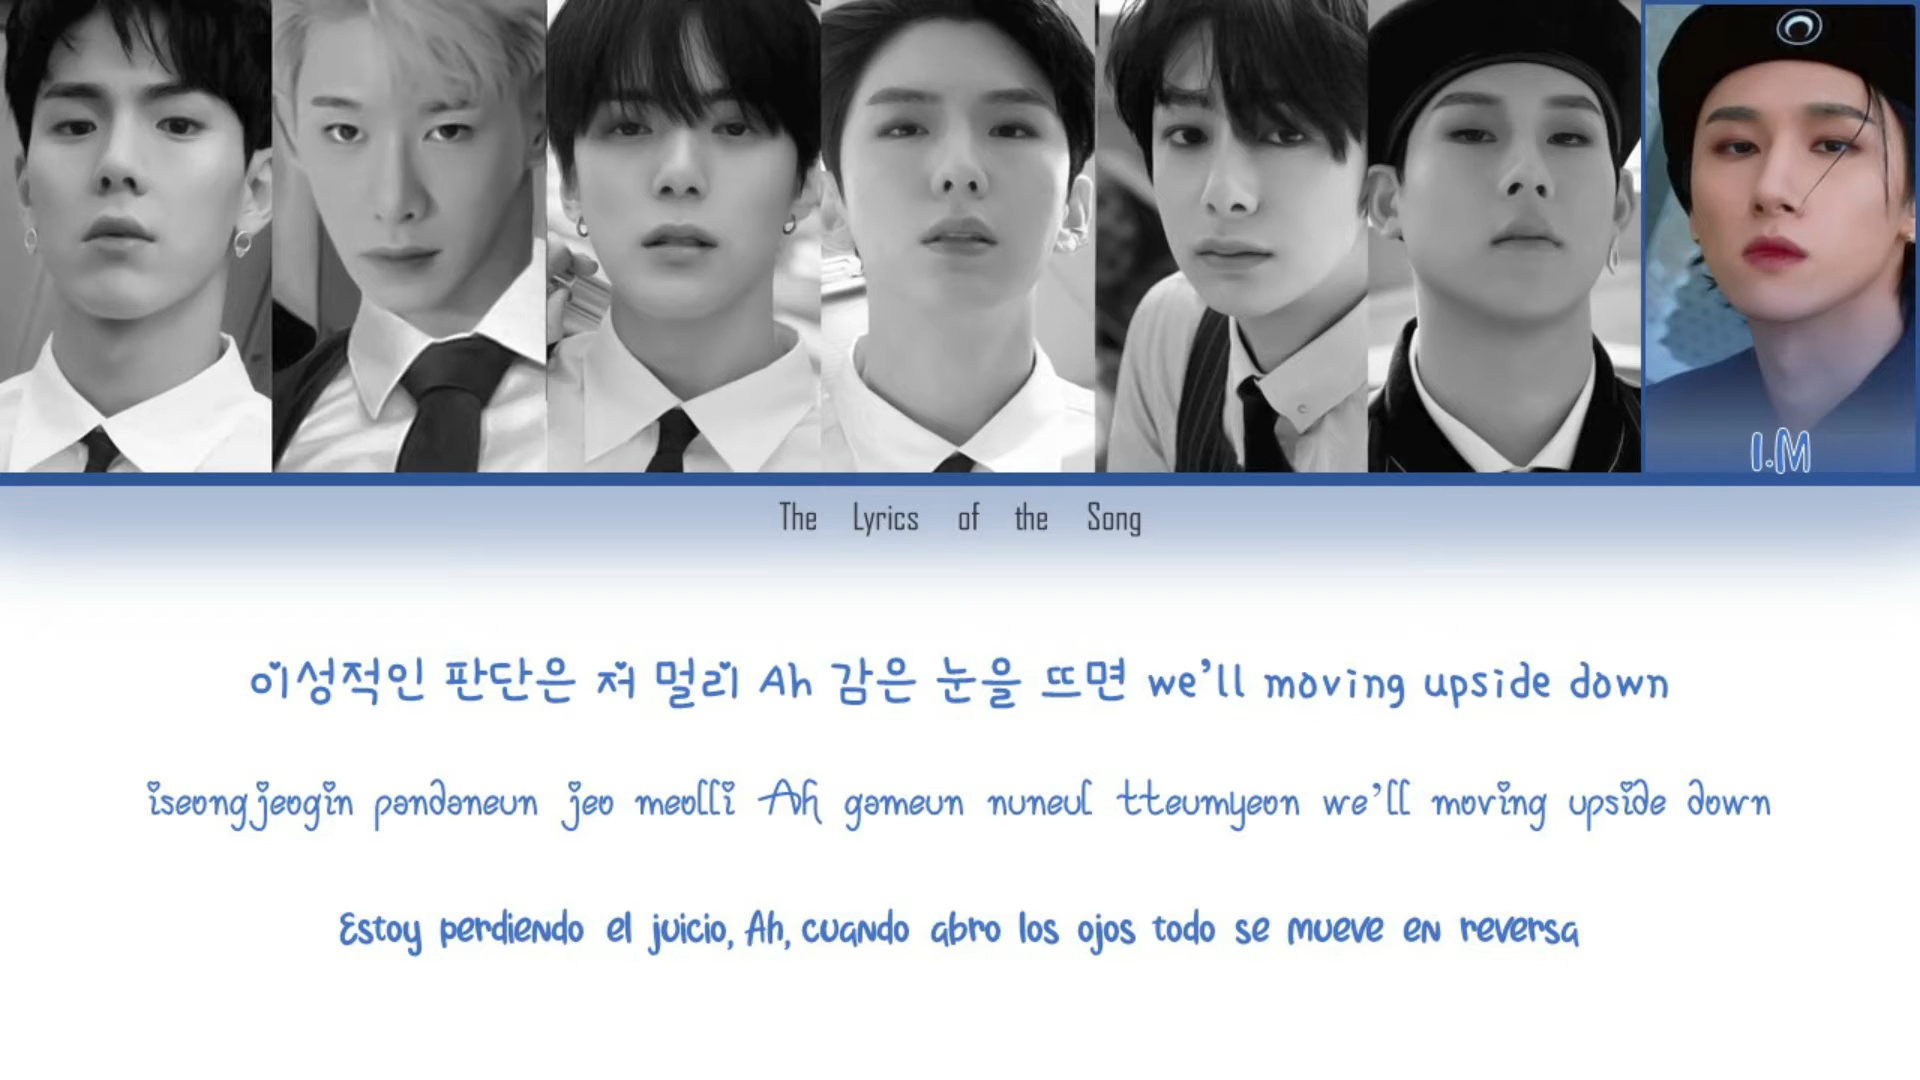 I.M
The Lyrics of the Song
이성적인 판단은 저 멀리 Ah 감은 눈을 뜨면 we'll moving upside down
iseongjeogin pandaneun jeo meolli Ah gameun nuneul tteumyeon we'll moving upside down
Estoy perdiendo el juicio, Ah, cuando abro los ojos todo se mueve en reversa